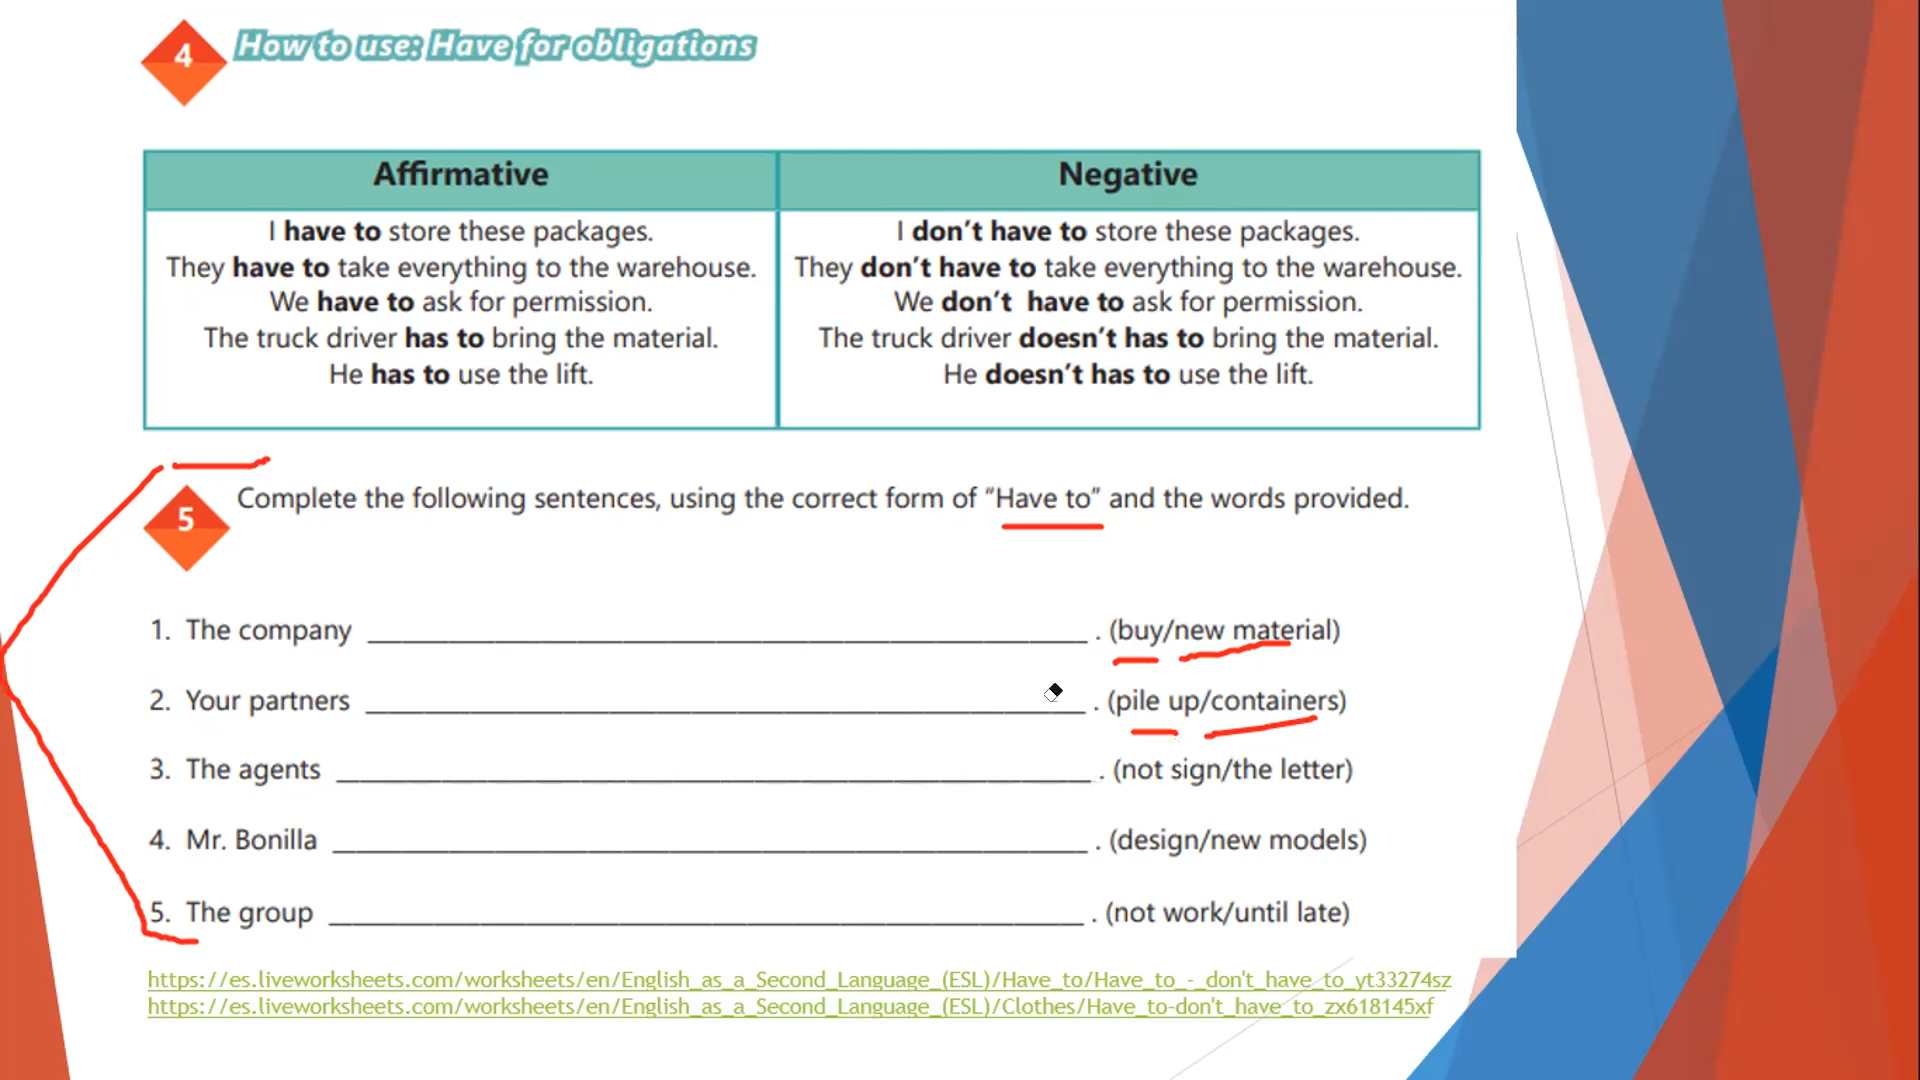 4
How to use: Have for obligations
Affirmative
I have to store these packages.
They have to take everything to the warehouse.
We have to ask for permission.
The truck driver has to bring the material.
He has to use the lift.
Negative
I don't have to store these packages.
They don't have to take everything to the warehouse.
We don't have to ask for permission.
The truck driver doesn't has to bring the material.
He doesn't has to use the lift.
5
Complete the following sentences, using the correct form of "Have to" and the words provided.
1. The company ______________________________ . (buy/new material)
2. Your partners ______________________________ . (pile up/containers)
3. The agents ______________________________ . (not sign/the letter)
4. Mr. Bonilla ______________________________ . (design/new models)
5. The group ______________________________ . (not work/until late)
https://es.liveworksheets.com/worksheets/en/English_as_a_Second_Language_(ESL)/Have_to/Have_to_-_don't_have_to_yt33274sz
https://es.liveworksheets.com/worksheets/en/English_as_a_Second_Language_(ESL)/Clothes/Have_to-don't_have_to_zx618145xf